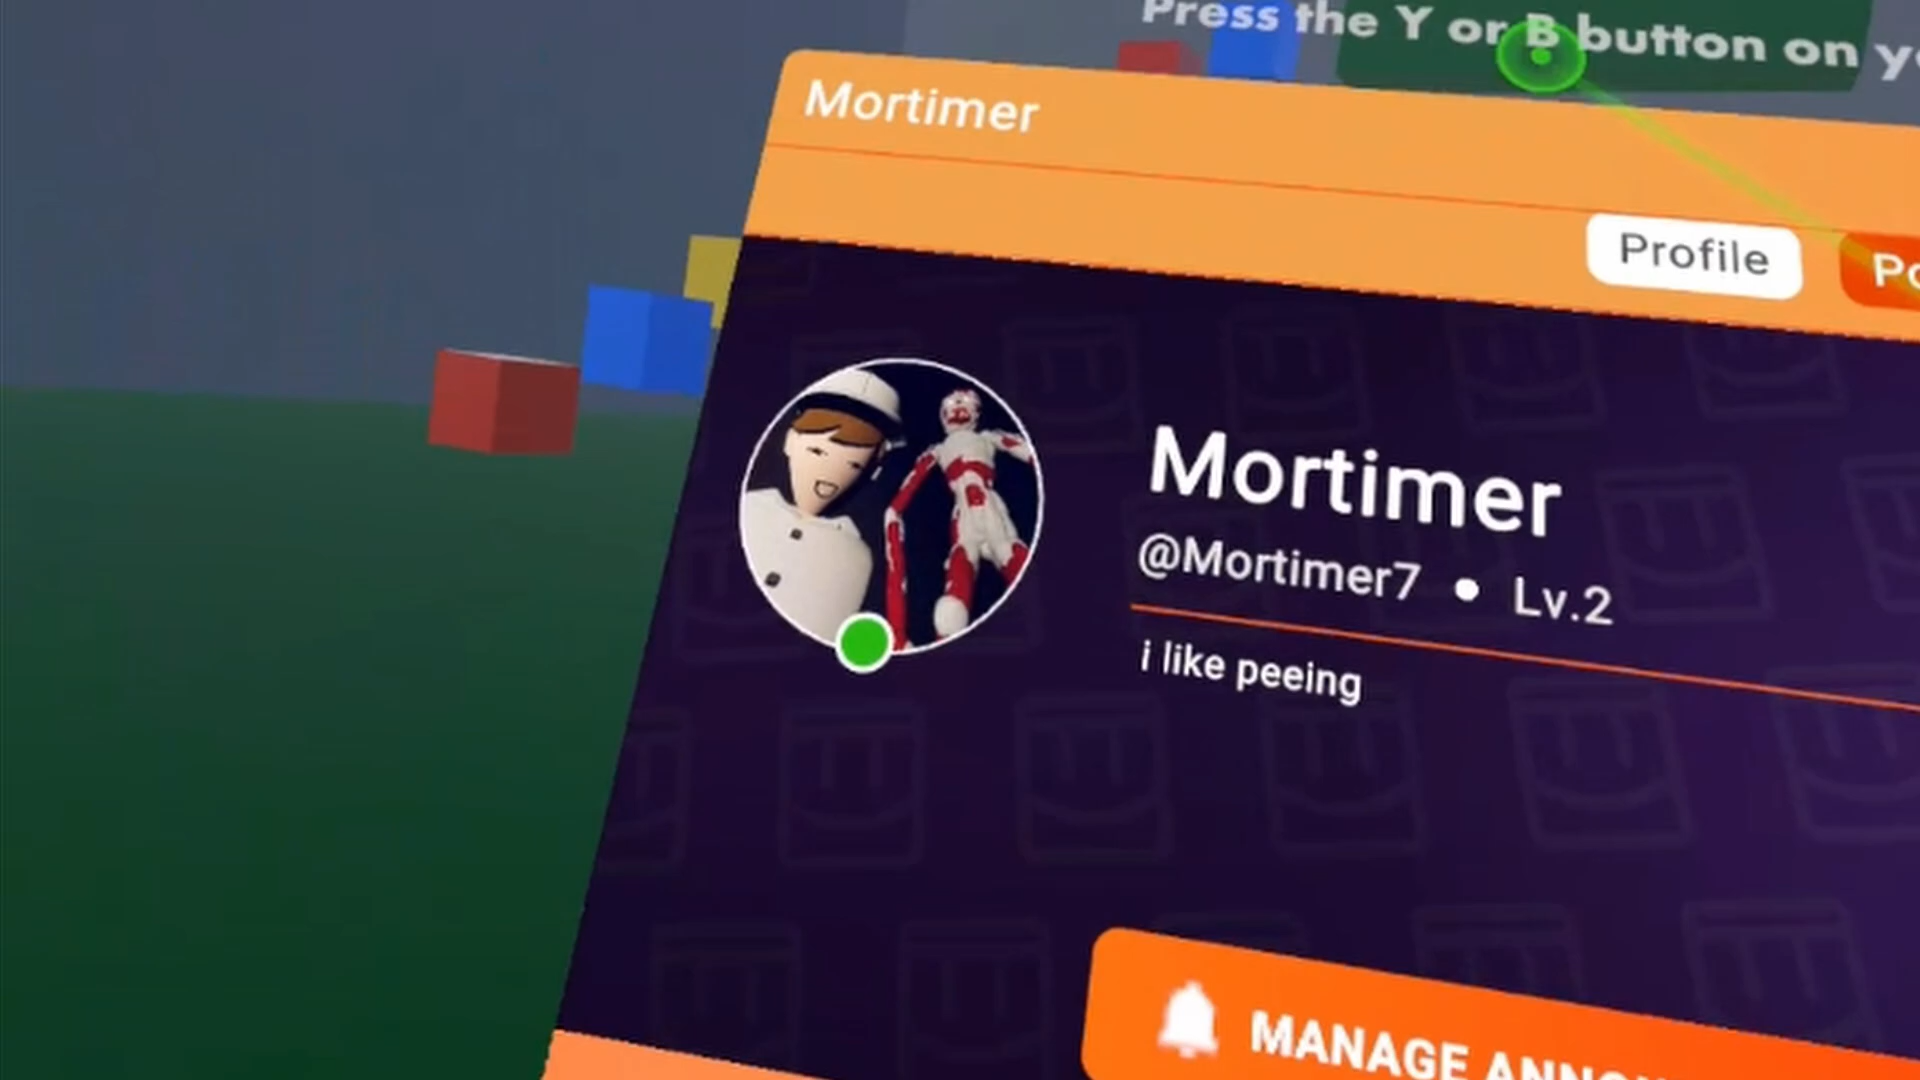 Press the Y or B button on
Mortimer
Profile
Mortimer
@Mortimer7 • Lv.2
i like peeing
MANAGE